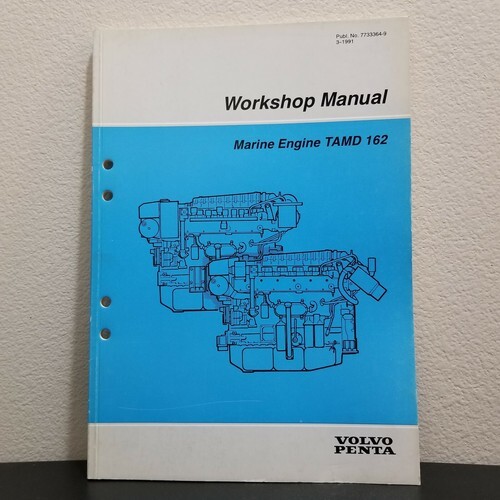 Publ. No. 7733364-9
3-1991
Workshop Manual
Marine Engine TAMD 162
VOLVO
PENTA